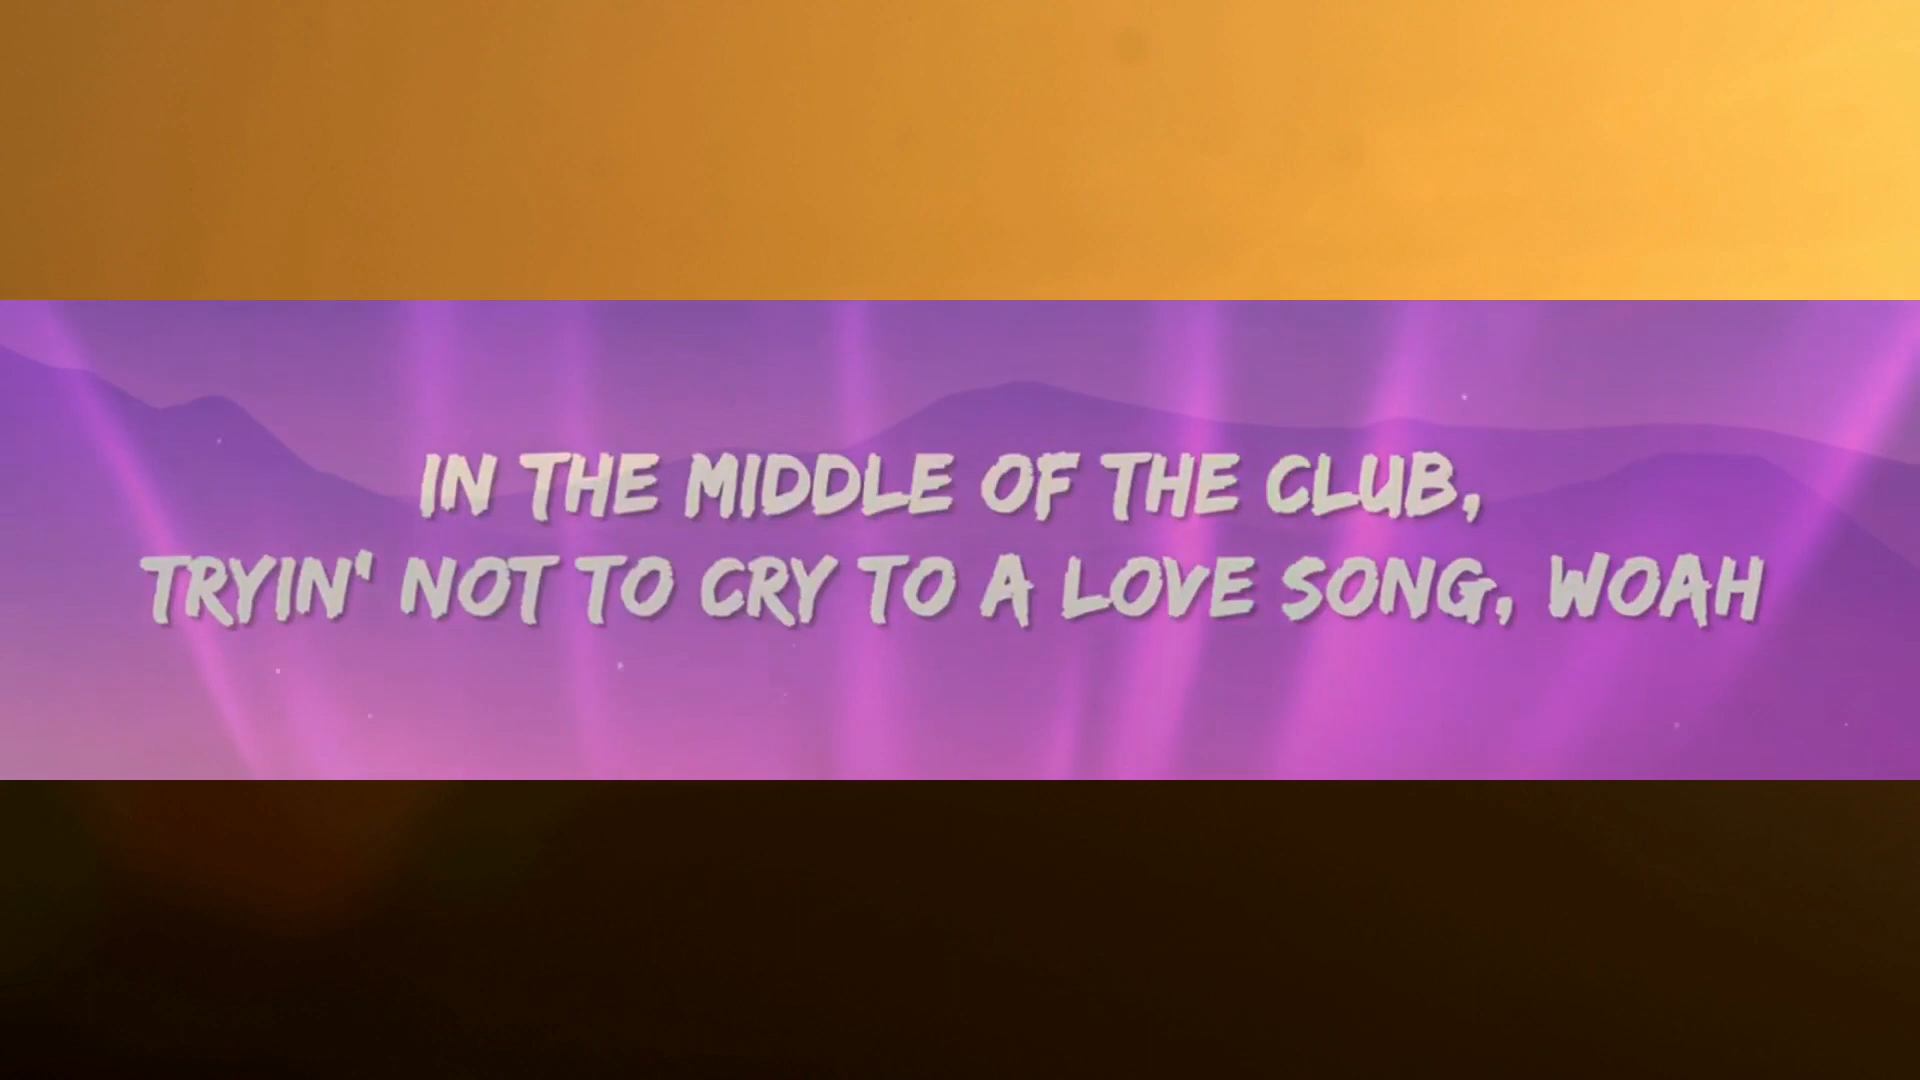 IN THE MIDDLE OF THE CLUB,
TRYIN' NOT TO CRY TO A LOVE SONG, WOAH